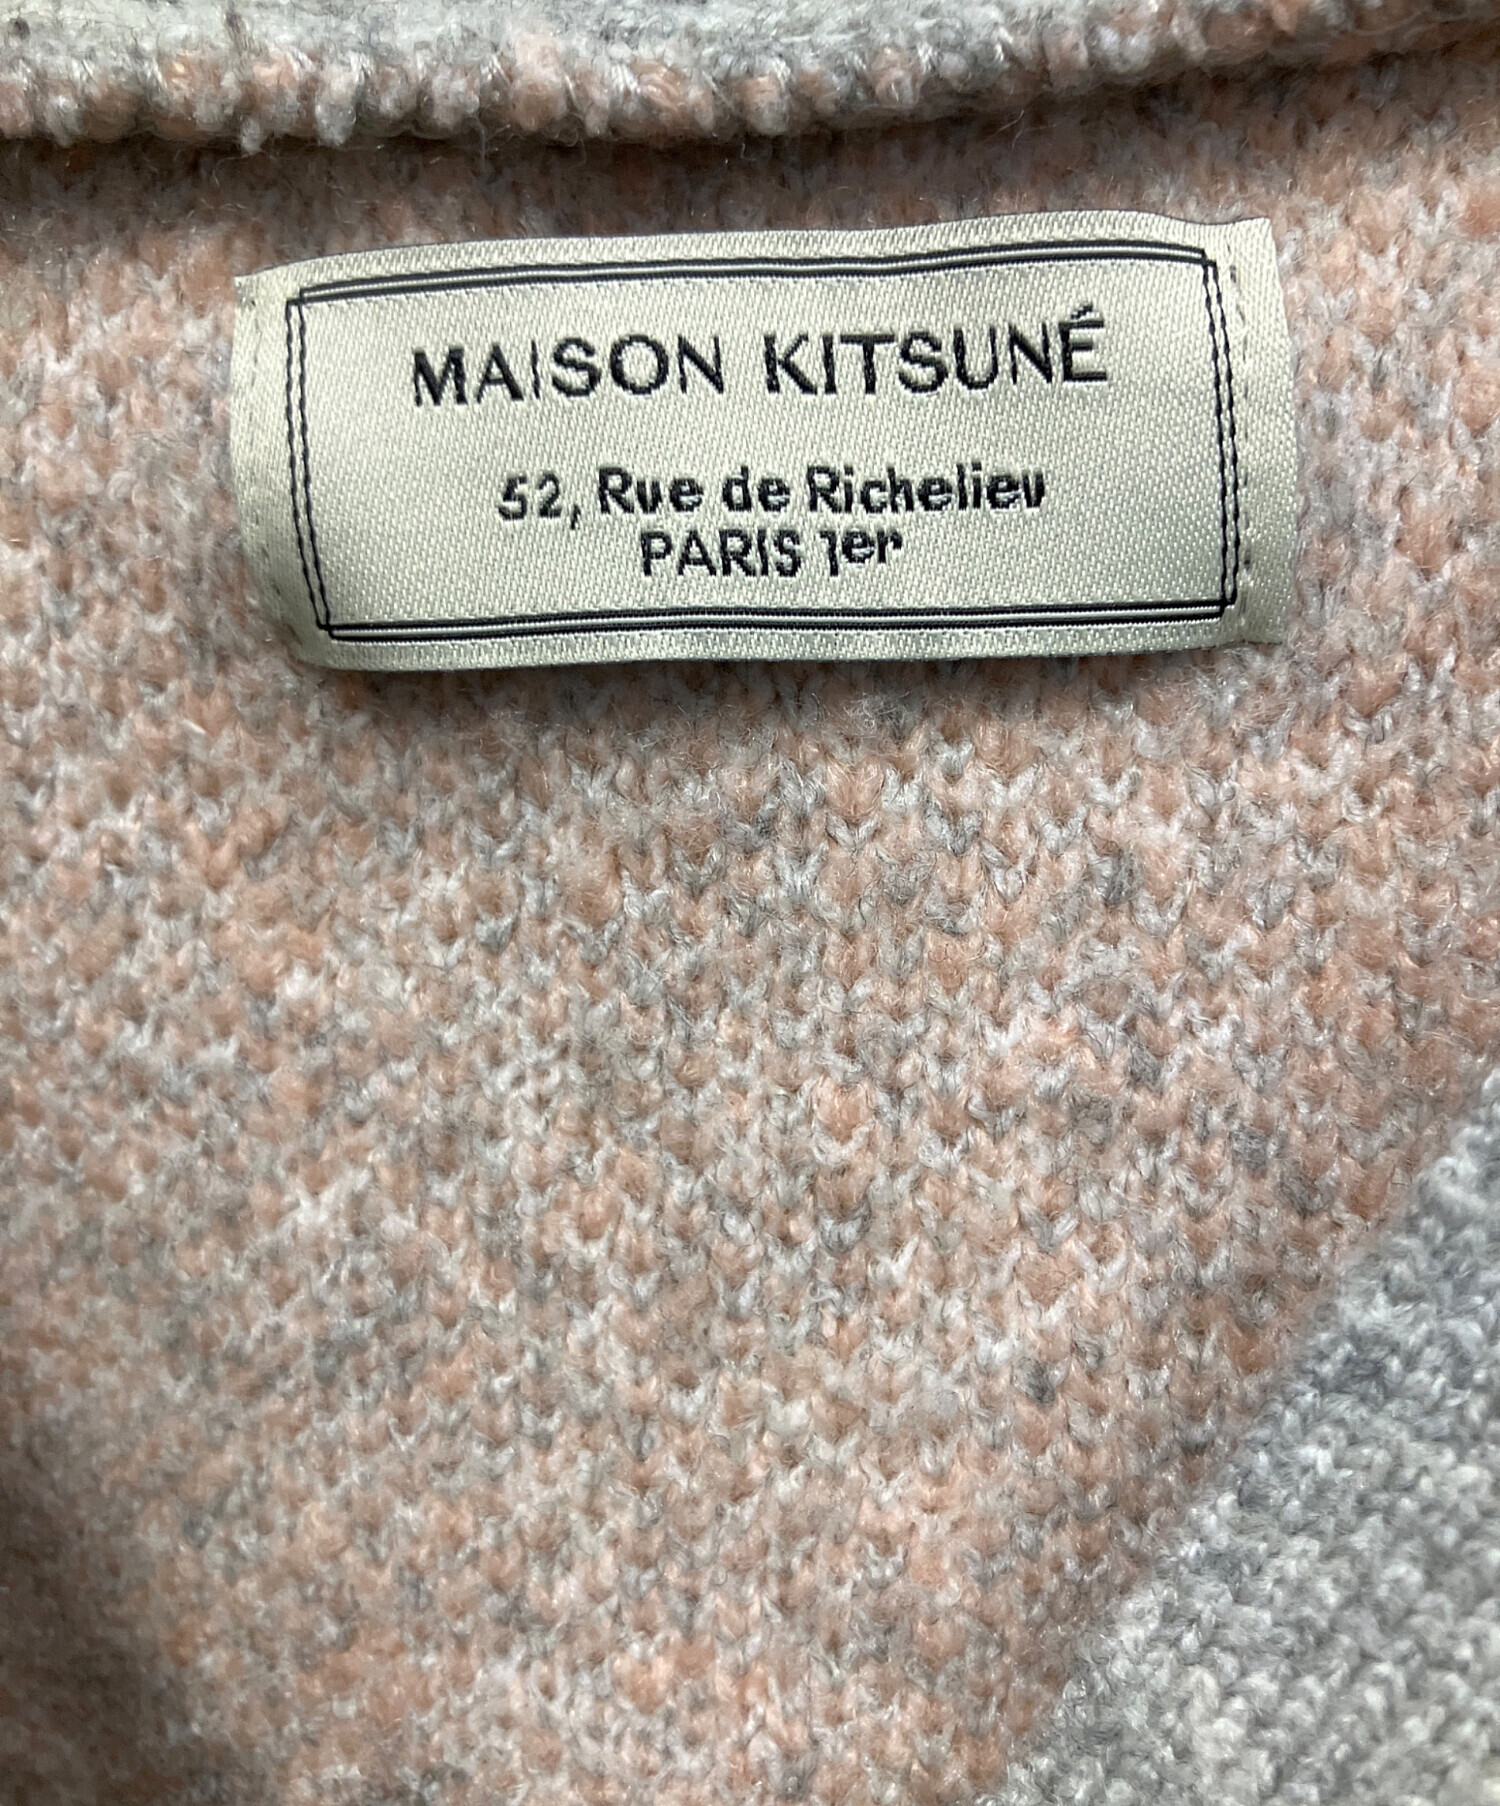 MAISON KITSUNÉ
52, Rue de Richelieu
PARIS 1er